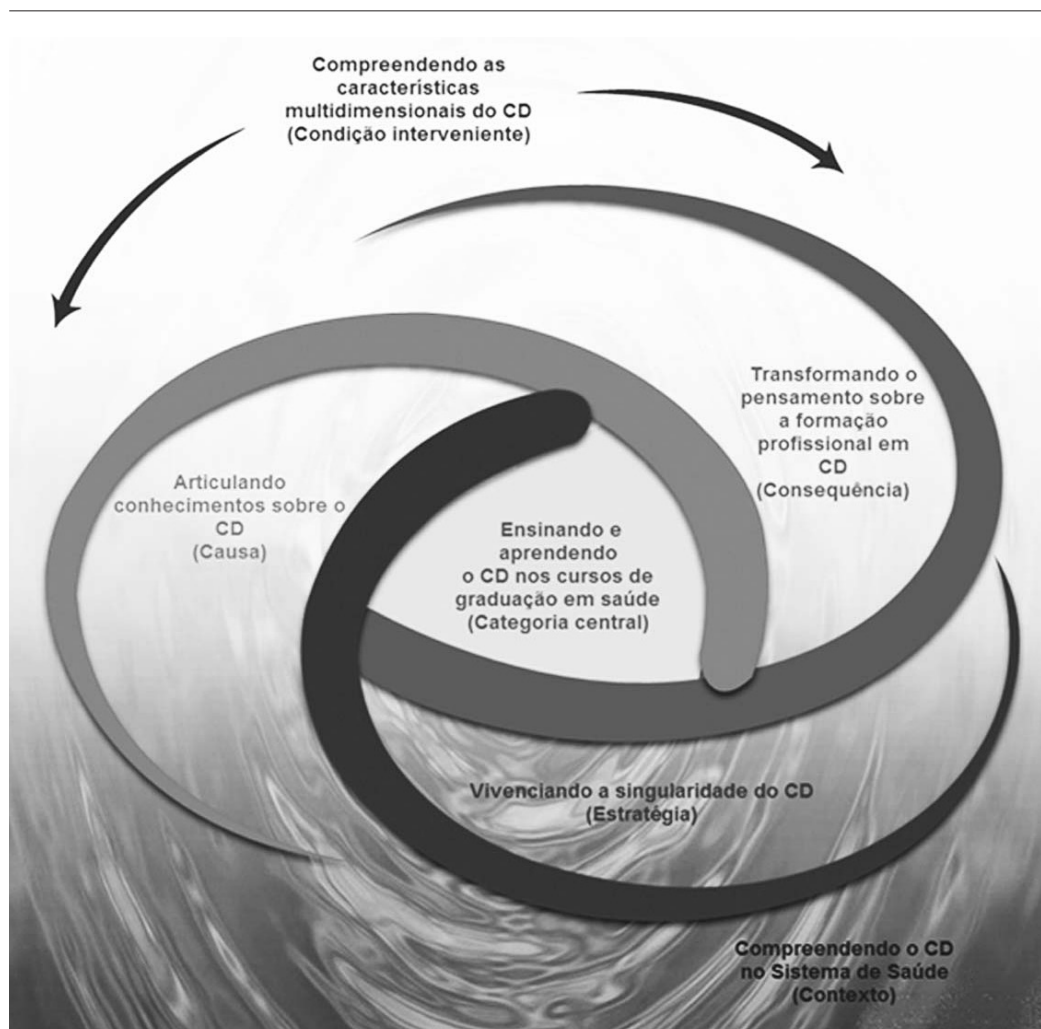 Compreendendo as
características
multidimensionais do CD
(Condição interveniente)
Transformando o
pensamento sobre
a formação
profissional em
CD
(Consequência)
Articulando
conhecimentos sobre o
CD
(Causa)
Ensinando e
aprendendo
o CD nos cursos de
graduação em saúde
(Categoria central)
Vivenciando a singularidade do CD
(Estratégia)
Compreendendo o CD
no Sistema de Saúde
(Contexto)